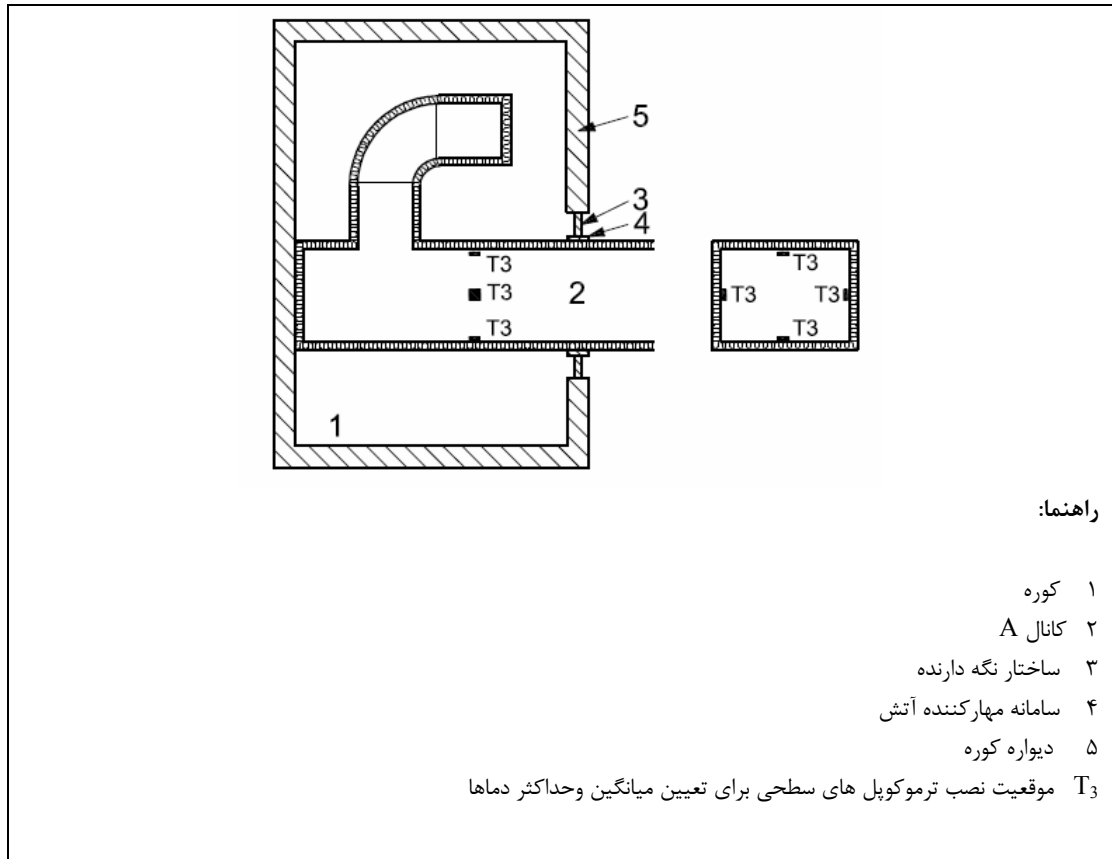 5
3
4
T3
T3
2
T3
T3
T3
T3
T3
1
راهنما:
۱ کوره
۲ کانال A
۳ ساختار نگه دارنده
۴ سامانه مهارکننده آتش
۵ دیواره کوره
T3 موقعیت نصب ترموکوپل های سطحی برای تعیین میانگین وحداکثر دماها